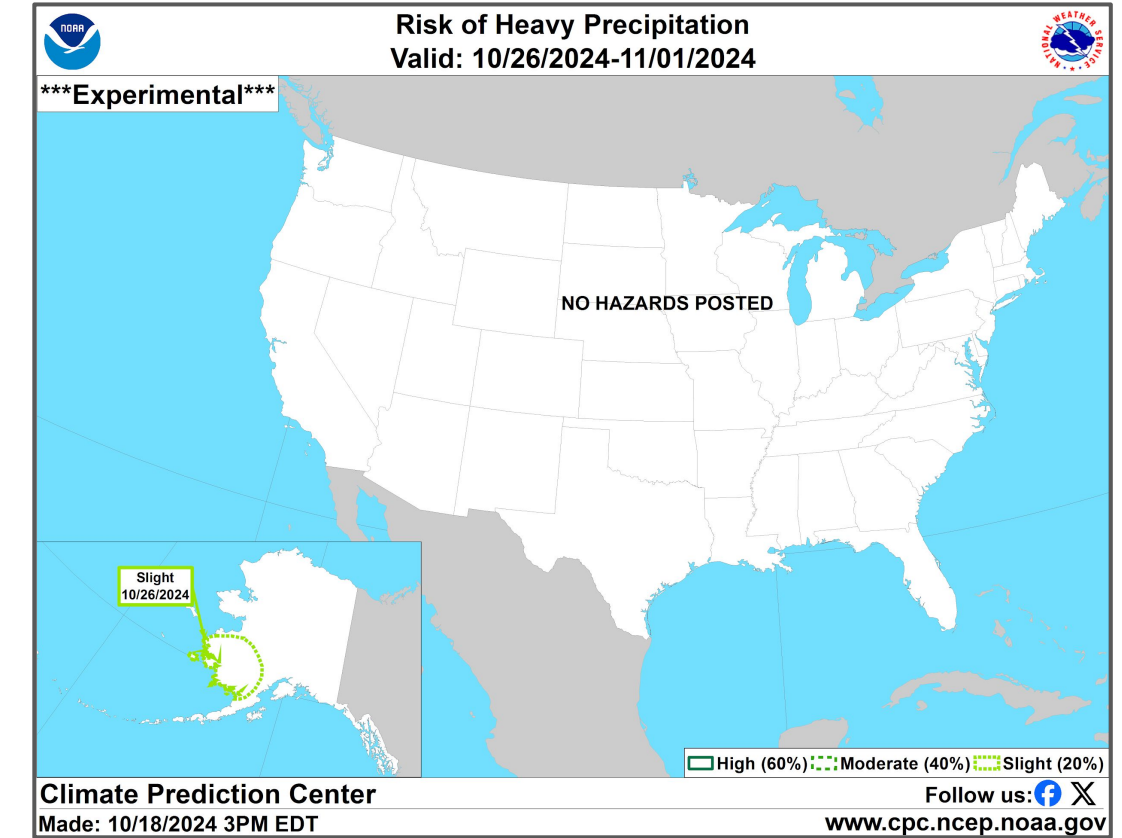 NOAA
Risk of Heavy Precipitation
Valid: 10/26/2024-11/01/2024
NATIONAL WEATHER SERVICE
***Experimental***
NO HAZARDS POSTED
Slight
10/26/2024
High (60%) Moderate (40%) Slight (20%)
Climate Prediction Center
Follow us:
Made: 10/18/2024 3PM EDT
www.cpc.ncep.noaa.gov